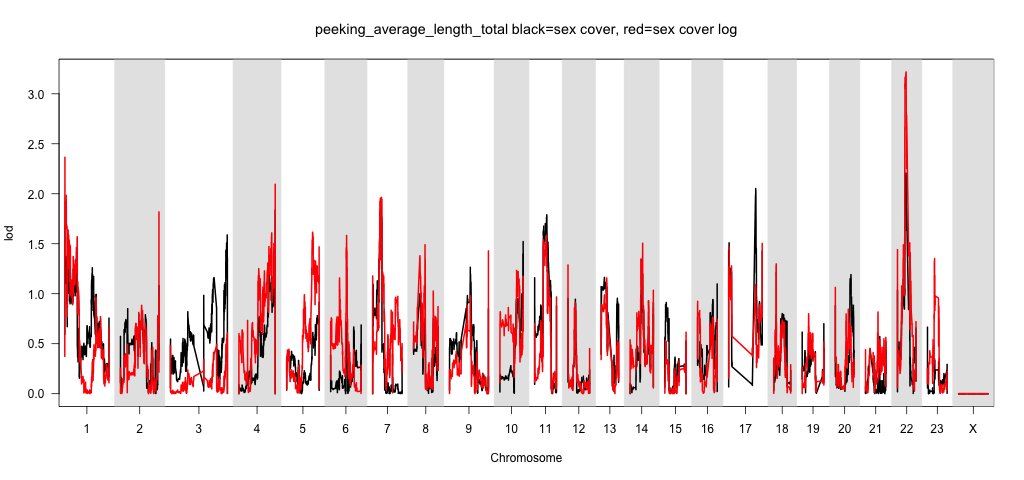 peeking_average_length_total black=sex cover, red=sex cover log
lod
3.0
2.5
2.0
1.5
1.0
0.5
0.0
1 2 3 4 5 6 7 8 9 10 11 12 13 14 15 16 17 18 19 20 21 22 23 X
Chromosome